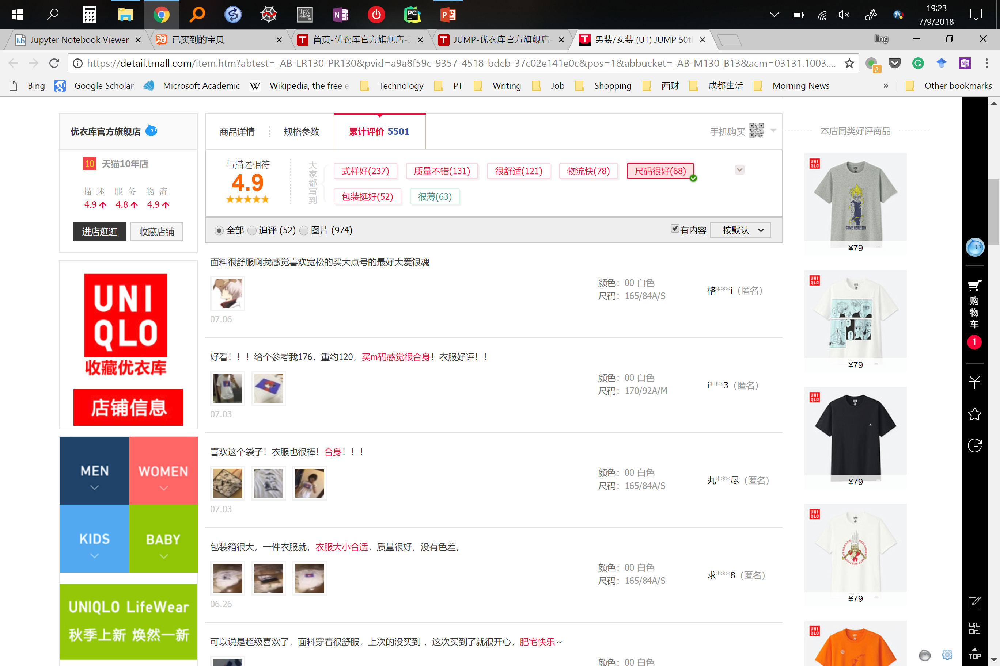 19:23
7/9/2018
Jupyter Notebook Viewer
已买到的宝贝
首页-优衣库官方旗舰店-
JUMP-优衣库官方旗舰店-
男装/女装 (UT) JUMP 50th
ling
https://detail.tmall.com/item.htm?abtest=_AB-LR130-PR130&pvid=a9a8f59c-9357-4518-bdcb-37c02e141e0c&pos=1&abbucket=_AB-M130_B13&acm=03131.1003....
2
Bing
Google Scholar
Microsoft Academic
Wikipedia, the free e
Technology
PT
Writing
Job
Shopping
西财
成都生活
Morning News
»
Other bookmarks
优衣库官方旗舰店
10 天猫10年店
描 述 服 务 物 流
4.9 4.8 4.9
进店逛逛 收藏店铺
UNI
QLO
收藏优衣库
店铺信息
MEN WOMEN
KIDS BABY
UNIQLO LifeWear
秋季上新 焕然一新
商品详情 规格参数 累计评价 5501
手机购买
与描述相符
4.9
大家都写到
式样好(237) 质量不错(131) 很舒适(121) 物流快(78) 尺码很好(68)
包装挺好(52) 很薄(63)
全部 追评 (52) 图片 (974)
有内容 按默认
面料很舒服啊我感觉喜欢宽松的买大点号的最好大爱银魂
07.06
颜色：00 白色
尺码：165/84A/S
格***i（匿名）
好看！！！给个参考我176，重约120，买m码感觉很合身！衣服好评！！
07.03
颜色：00 白色
尺码：170/92A/M
i***3（匿名）
喜欢这个袋子！衣服也很棒！合身！！！
07.03
颜色：00 白色
尺码：165/84A/S
丸***尽（匿名）
包装箱很大，一件衣服就，衣服大小合适，质量很好，没有色差。
06.26
颜色：00 白色
尺码：165/84A/S
求***8（匿名）
可以说是超级喜欢了，面料穿着很舒服，上次的没买到 ，这次买到了就很开心，肥宅快乐～
颜色：00 白色
本店同类好评商品
UNI
QLO
COME HERE SON
¥79
UNI
QLO
¥79
UNI
QLO
¥79
UNI
QLO
¥79
UNI
QLO
购物车
1
TOP